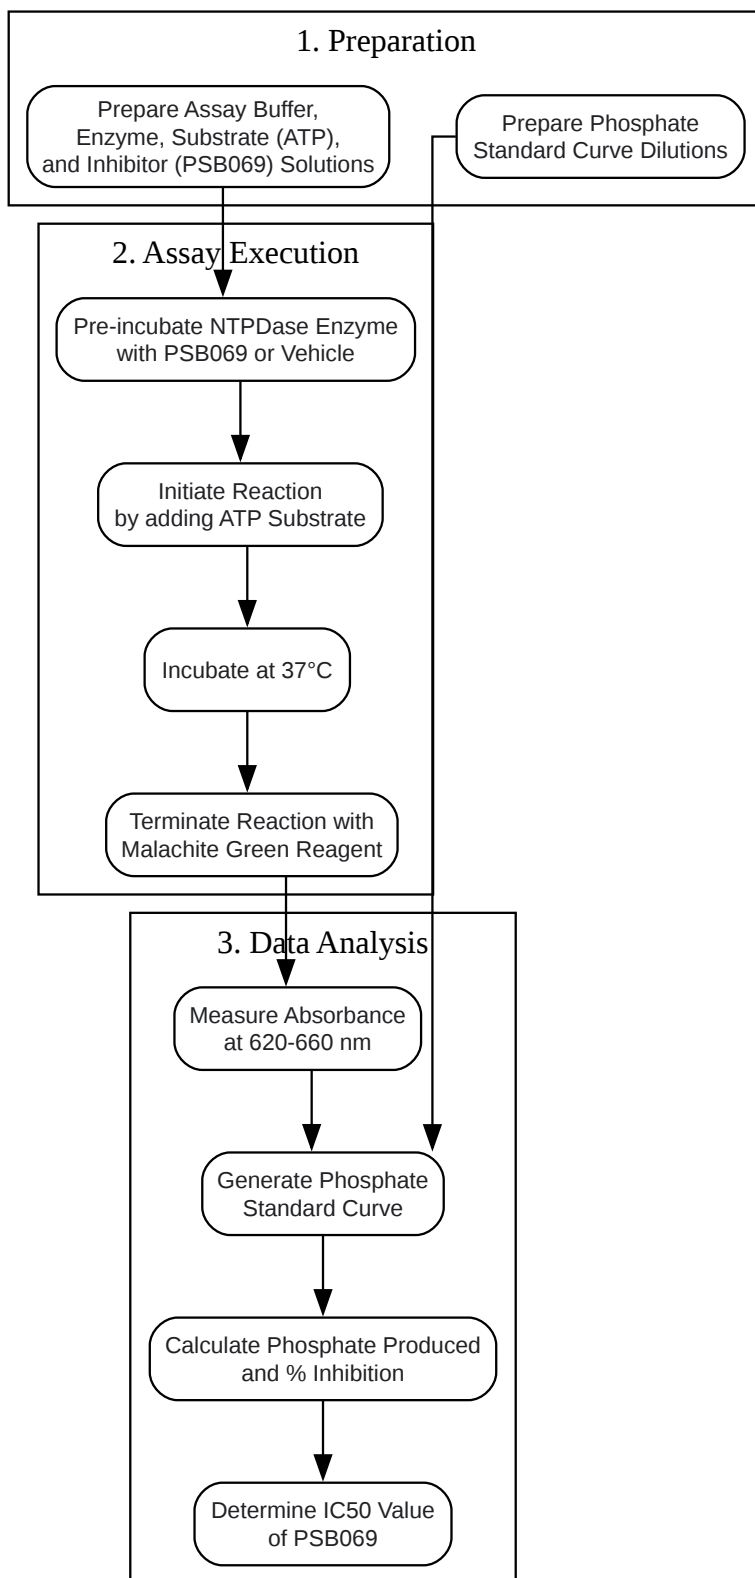 1. Preparation
Prepare Assay Buffer,
Enzyme, Substrate (ATP),
and Inhibitor (PSB069) Solutions
Prepare Phosphate
Standard Curve Dilutions
2. Assay Execution
Pre-incubate NTPDase Enzyme
with PSB069 or Vehicle
Initiate Reaction
by adding ATP Substrate
Incubate at 37°C
Terminate Reaction with
Malachite Green Reagent
3. Data Analysis
Measure Absorbance
at 620-660 nm
Generate Phosphate
Standard Curve
Calculate Phosphate Produced
and % Inhibition
Determine IC50 Value
of PSB069